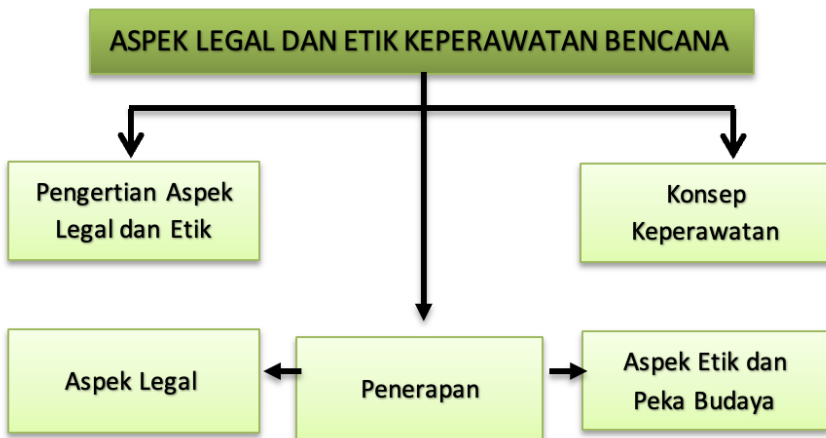 ASPEK LEGAL DAN ETIK KEPERAWATAN BENCANA
Pengertian Aspek
Legal dan Etik
Konsep
Keperawatan
Aspek Legal
Penerapan
Aspek Etik dan
Peka Budaya